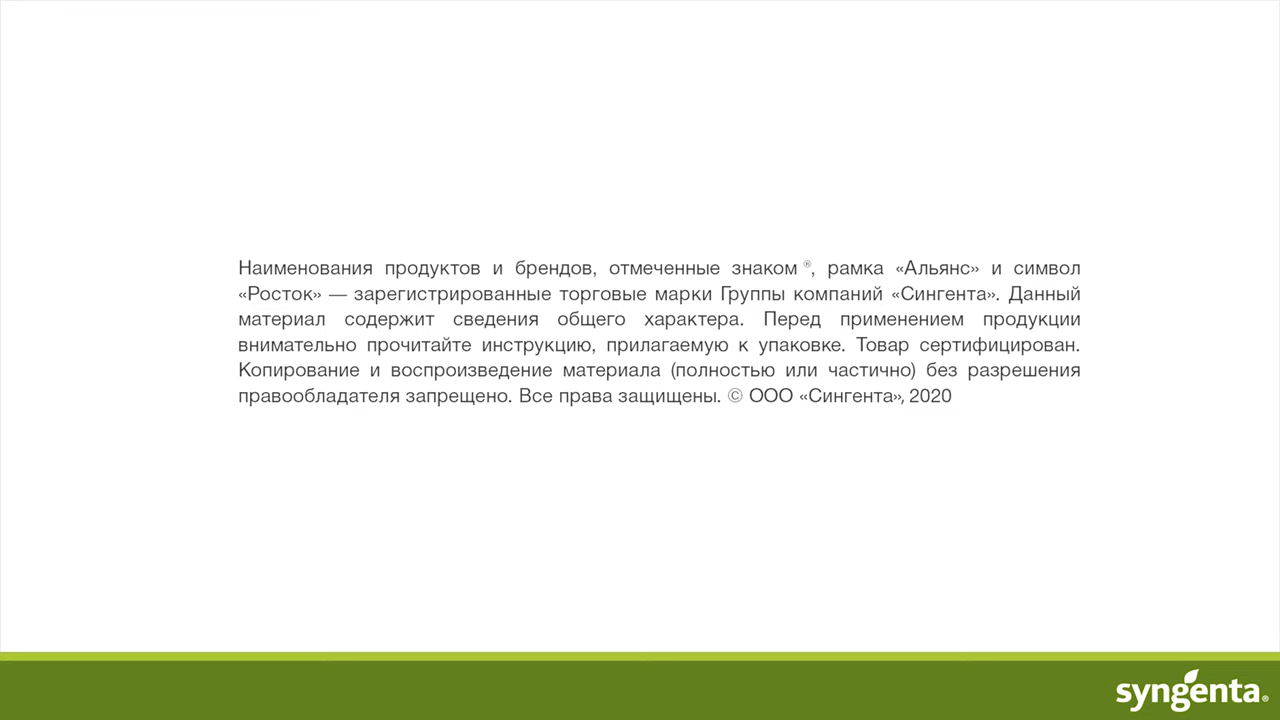 Наименования продуктов и брендов, отмеченные знаком ®, рамка «Альянс» и символ
«Росток» — зарегистрированные торговые марки Группы компаний «Сингента». Данный
материал содержит сведения общего характера. Перед применением продукции
внимательно прочитайте инструкцию, прилагаемую к упаковке. Товар сертифицирован.
Копирование и воспроизведение материала (полностью или частично) без разрешения
правообладателя запрещено. Все права защищены. © ООО «Сингента», 2020
syngenta®